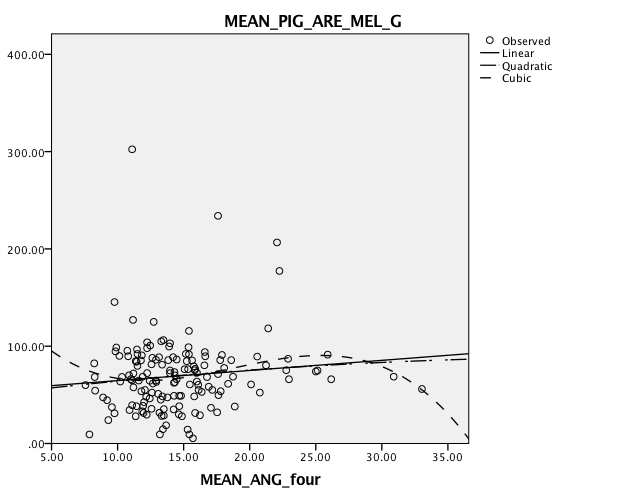 MEAN_PIG_ARE_MEL_G
Observed
Linear
Quadratic
Cubic
400.00
300.00
200.00
100.00
.00
5.00 10.00 15.00 20.00 25.00 30.00 35.00
MEAN_ANG_four